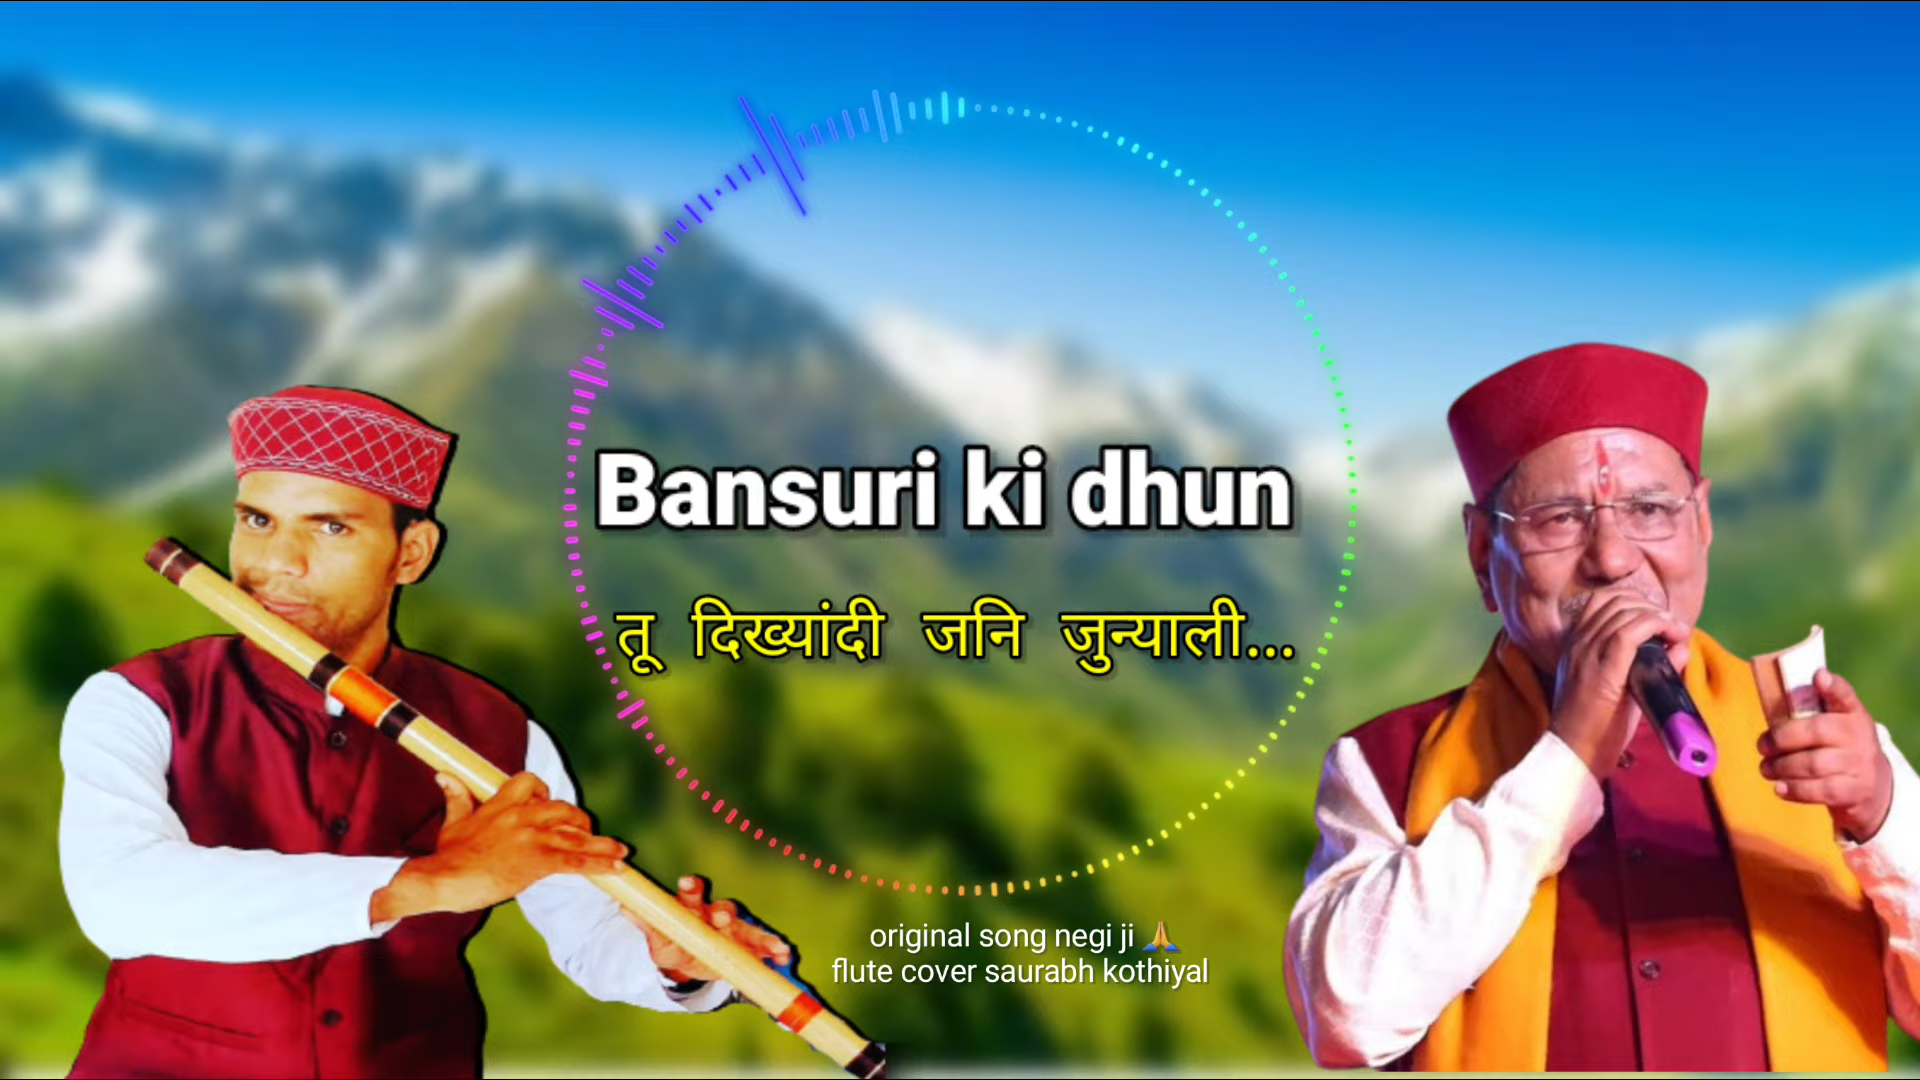 Bansuri ki dhun
तू दिख्यांदी जनि जुन्याली...
original song negi ji 🙏
flute cover saurabh kothiyal